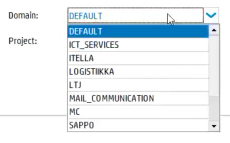 Domain: DEFAULT
DEFAULT
Project: ICT_SERVICES
ITELLA
LOGISTIIKKA
LTJ
MAIL_COMMUNICATION
MC
SAPPO